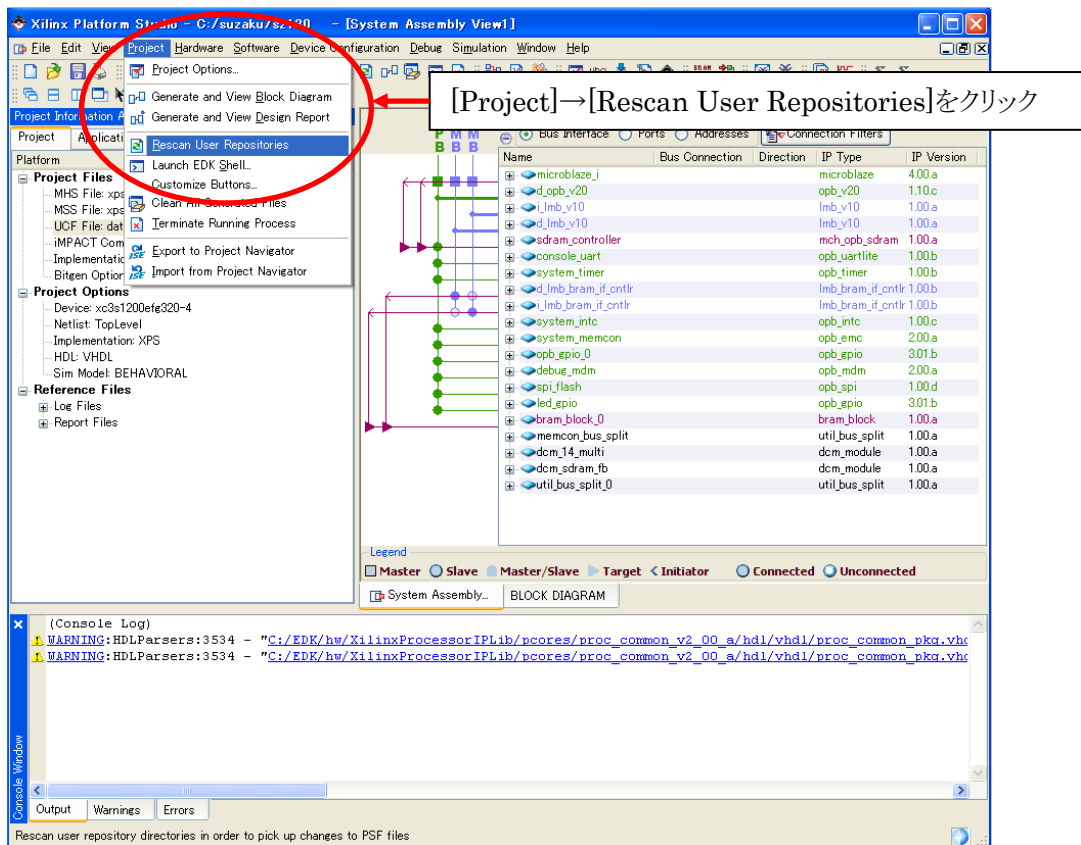 Xilinx Platform Studio - C:/suzaku/sz130 - [System Assembly View1]
File Edit View Project Hardware Software Device Configuration Debug Simulation Window Help
[Project]→[Rescan User Repositories]をクリック
Project Options...
Generate and View Block Diagram
Generate and View Design Report
Rescan User Repositories
Launch EDK Shell...
Customize Buttons...
Clean All Generated Files
Terminate Running Process
Export to Project Navigator
Import from Project Navigator
Project Information A
Project Applicati
Platform
Project Files
MHS File: xps
MSS File: xps
UCF File: dat
iMPACT Com
Implementatic
Bitgen Option
Project Options
Device: xc3s1200efg320-4
Netlist: TopLevel
Implementation: XPS
HDL: VHDL
Sim Model: BEHAVIORAL
Reference Files
Log Files
Report Files
P M M
B B B
Bus Interface Ports Addresses Connection Filters
Name Bus Connection Direction IP Type IP Version
microblaze_i microblaze 4.00.a
d_opb_v20 opb_v20 1.10.c
i_lmb_v10 lmb_v10 1.00.a
d_lmb_v10 lmb_v10 1.00.a
sdram_controller mch_opb_sdram 1.00.a
console_uart opb_uartlite 1.00.b
system_timer opb_timer 1.00.b
d_lmb_bram_if_cntlr lmb_bram_if_cntlr 1.00.b
i_lmb_bram_if_cntlr lmb_bram_if_cntlr 1.00.b
system_intc opb_intc 1.00.c
system_memcon opb_emc 2.00.a
opb_gpio_0 opb_gpio 3.01.b
debug_mdm opb_mdm 2.00.a
spi_flash opb_spi 1.00.d
led_gpio opb_gpio 3.01.b
bram_block_0 bram_block 1.00.a
memcon_bus_split util_bus_split 1.00.a
dcm_14_multi dcm_module 1.00.a
dcm_sdram_fb dcm_module 1.00.a
util_bus_split_0 util_bus_split 1.00.a
Legend
Master Slave Master/Slave Target Initiator Connected Unconnected
System Assembly... BLOCK DIAGRAM
(Console Log)
WARNING:HDLParsers:3534 - "C:/EDK/hw/XilinxProcessorIPLib/pcores/proc_common_v2_00_a/hdl/vhdl/proc_common_pkg.vhd
WARNING:HDLParsers:3534 - "C:/EDK/hw/XilinxProcessorIPLib/pcores/proc_common_v2_00_a/hdl/vhdl/proc_common_pkg.vhd
Console Window
Output Warnings Errors
Rescan user repository directories in order to pick up changes to PSF files